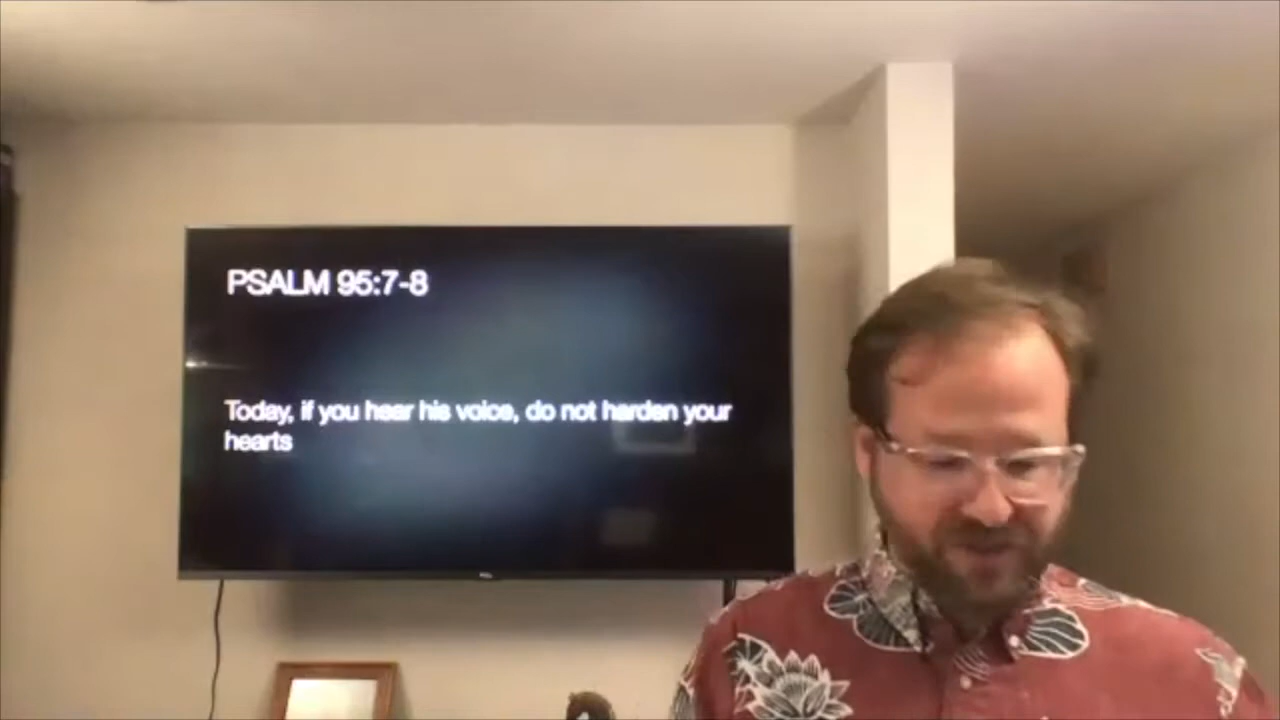 PSALM 95:7-8
Today, if you hear his voice, do not harden your
hearts